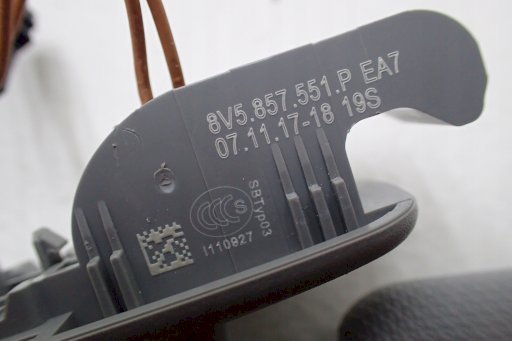 8V5.857.551.P EA7
07.11.17-18 19S
CCC S
SBTyp03
I110927